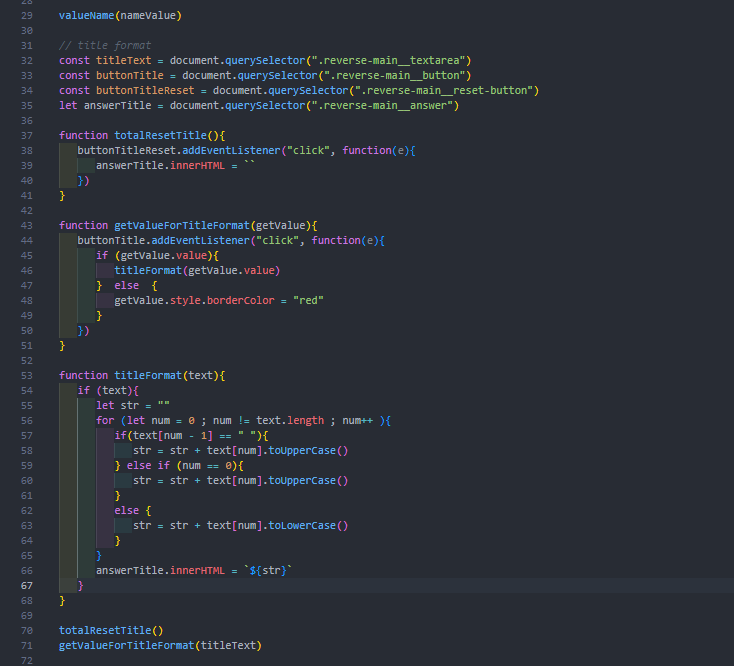 28
29 valueName(nameValue)
30
31 // title format
32 const titleText = document.querySelector(".reverse-main__textarea")
33 const buttonTitle = document.querySelector(".reverse-main__button")
34 const buttonTitleReset = document.querySelector(".reverse-main__reset-button")
35 let answerTitle = document.querySelector(".reverse-main__answer")
36
37 function totalResetTitle(){
38 buttonTitleReset.addEventListener("click", function(e){
39 answerTitle.innerHTML = ``
40 })
41 }
42
43 function getValueForTitleFormat(getValue){
44 buttonTitle.addEventListener("click", function(e){
45 if (getValue.value){
46 titleFormat(getValue.value)
47 } else {
48 getValue.style.borderColor = "red"
49 }
50 })
51 }
52
53 function titleFormat(text){
54 if (text){
55 let str = ""
56 for (let num = 0 ; num != text.length ; num++ ){
57 if(text[num - 1] == " "){
58 str = str + text[num].toUpperCase()
59 } else if (num == 0){
60 str = str + text[num].toUpperCase()
61 }
62 else {
63 str = str + text[num].toLowerCase()
64 }
65 }
66 answerTitle.innerHTML = `${str}`
67 }
68 }
69
70 totalResetTitle()
71 getValueForTitleFormat(titleText)
72